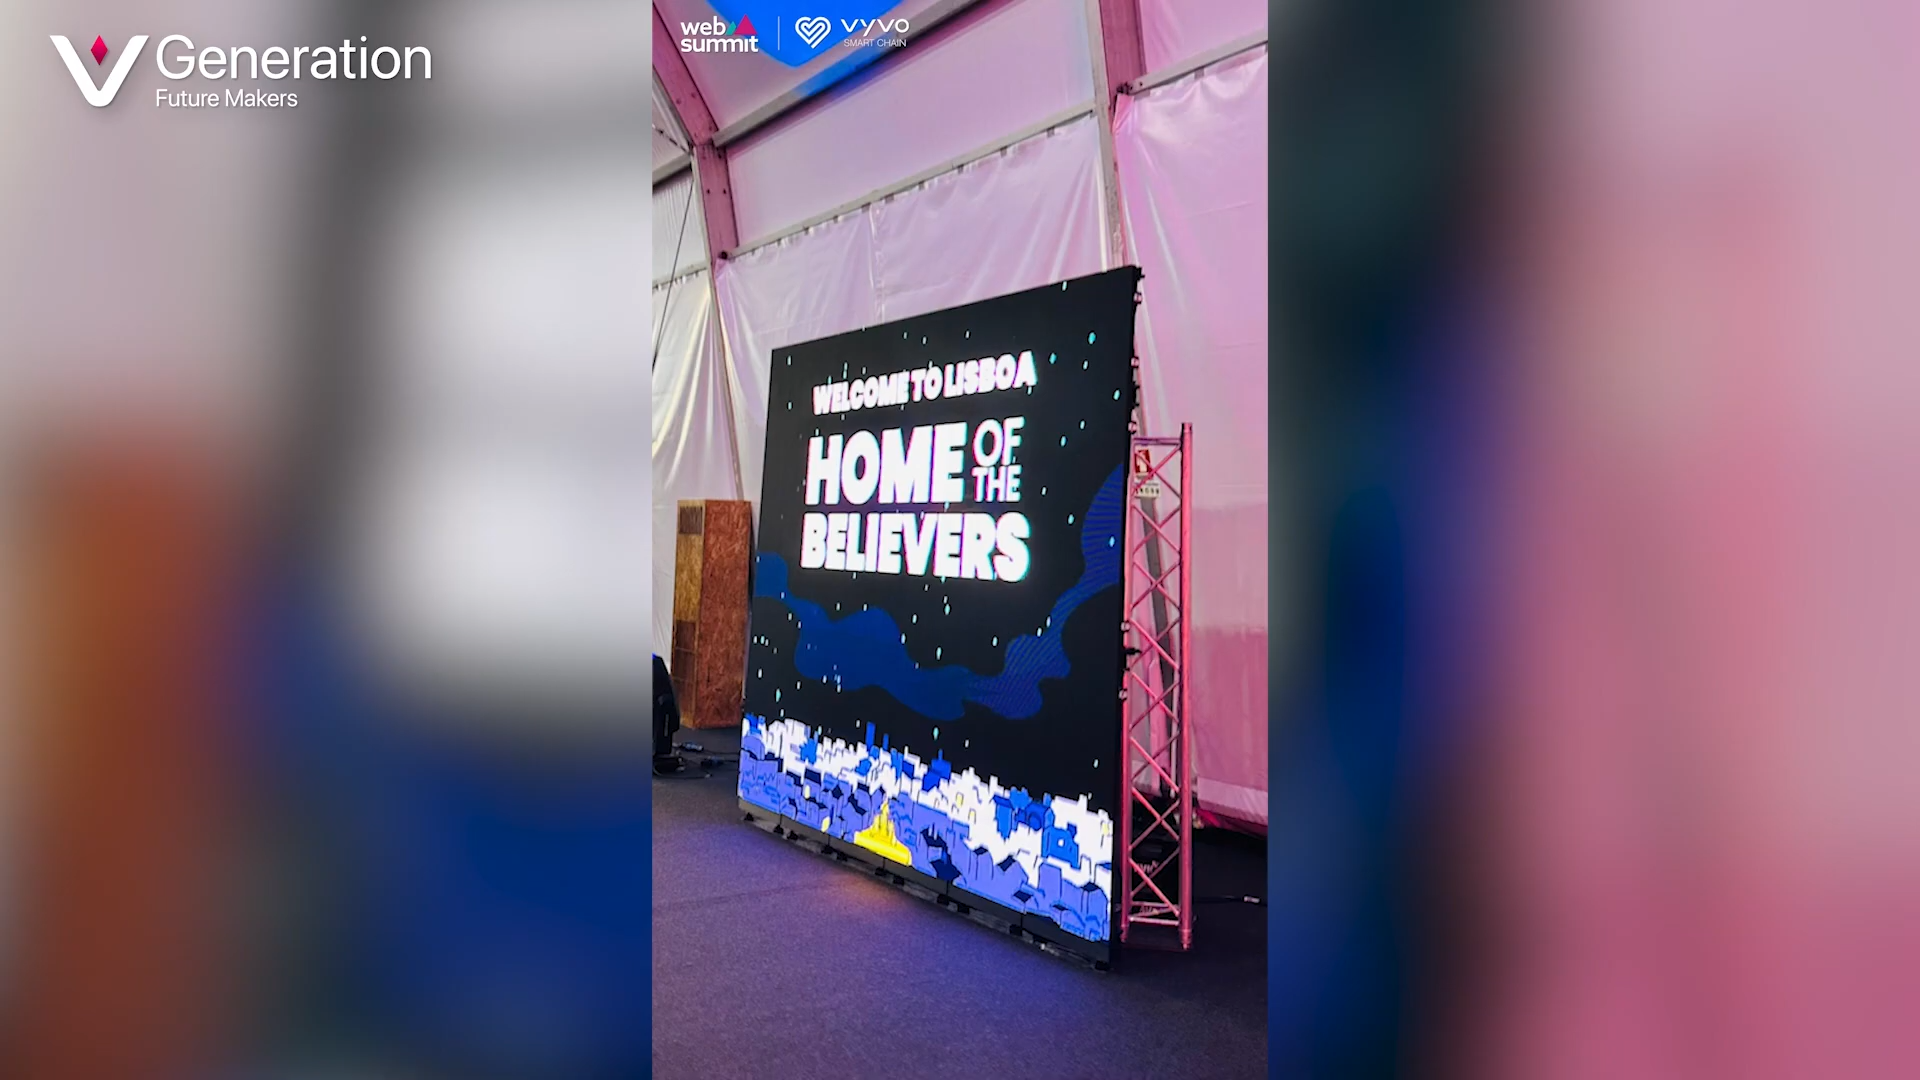 Generation
Future Makers
web summit
VYVO
SMART CHAIN
WELCOME TO LISBOA
HOME OF THE
BELIEVERS